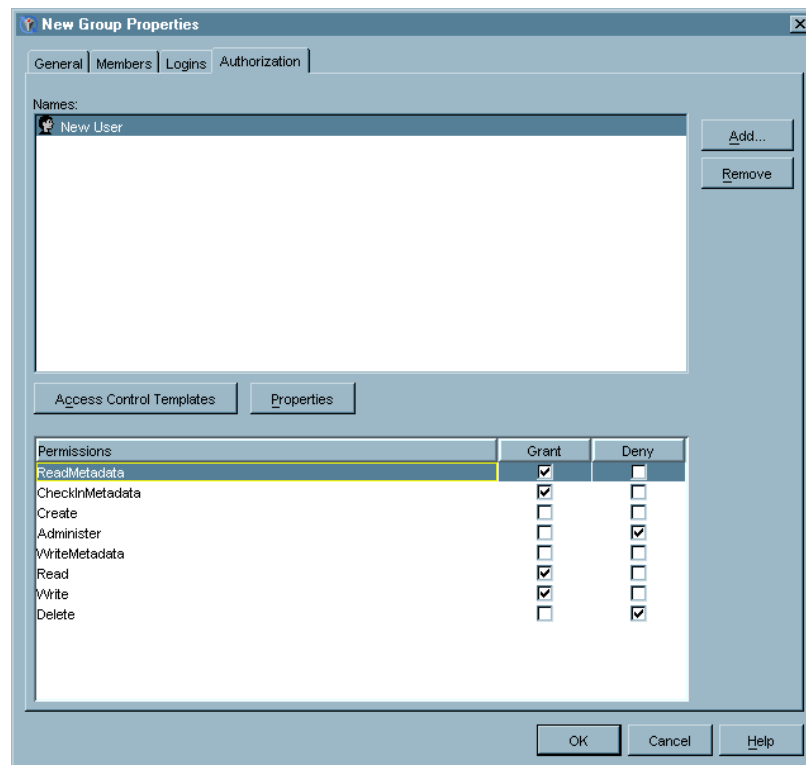 New Group Properties
General Members Logins Authorization
Names:
New User
Add...
Remove
Access Control Templates Properties
Permissions Grant Deny
ReadMetadata
CheckInMetadata
Create
Administer
WriteMetadata
Read
Write
Delete
OK Cancel Help